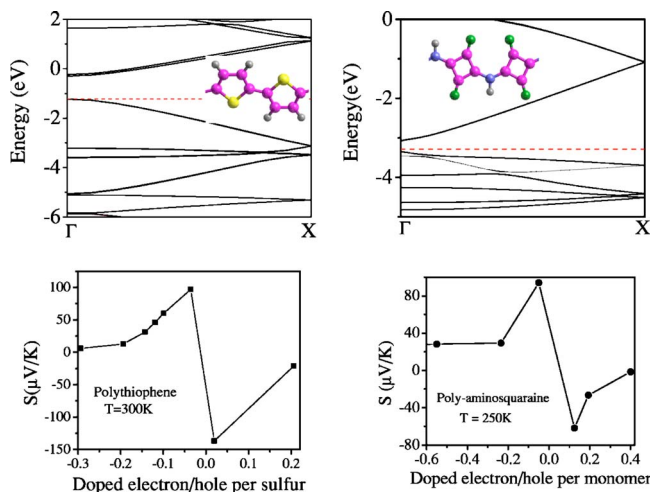 2
0
-2
-4
-6
Energy (eV)
Γ
X
0
-2
-4
Energy(eV)
Γ
X
100
50
0
-50
-100
-150
S(μV/K)
Polythiophene
T=300K
-0.3
-0.2
-0.1
0.0
0.1
0.2
Doped electron/hole per sulfur
80
40
0
-40
-80
S (μV/K)
Poly-aminosquaraine
T = 250K
-0.6
-0.4
-0.2
0.0
0.2
0.4
Doped electron/hole per monomer